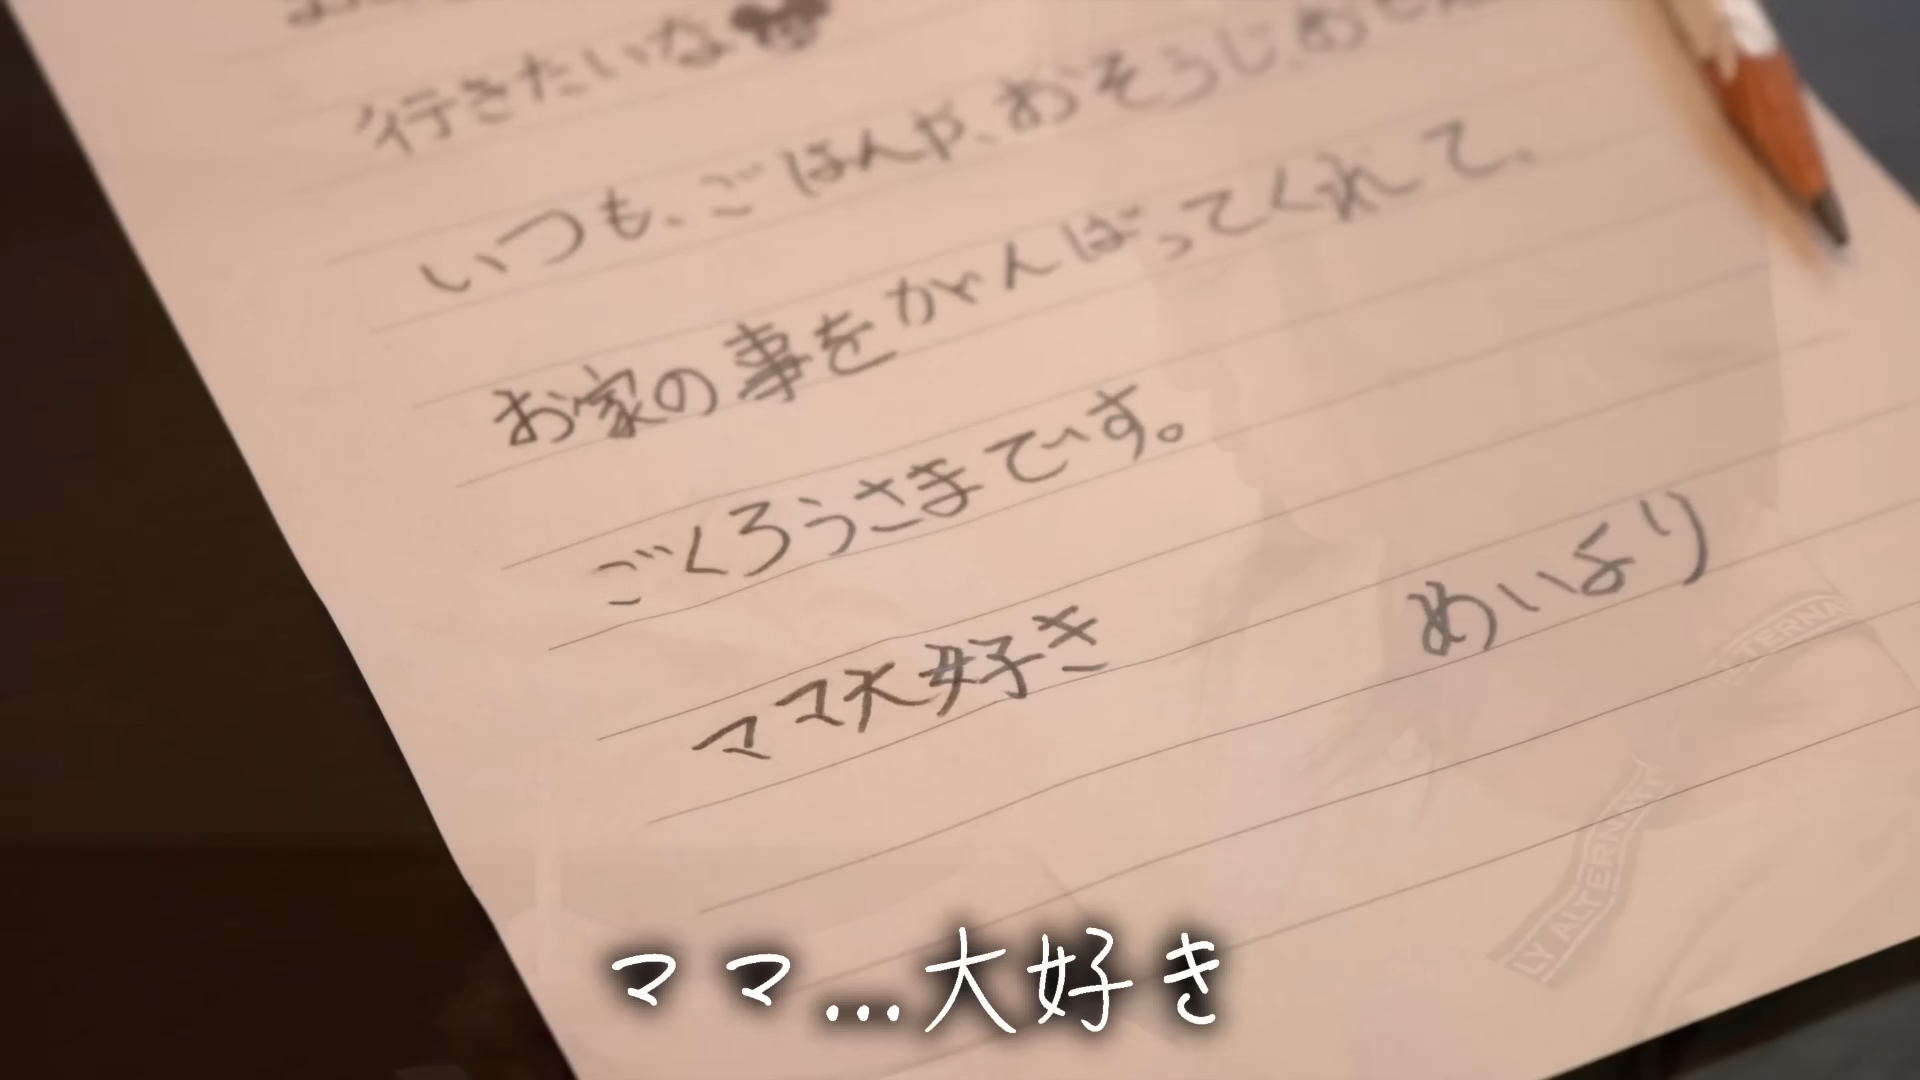 行きたいな
いつも、ごはんや、おそうじ、
お家の事をがんばってくれて、
ごくろうさまです。
ママ大好き めいより
ママ...大好き
LY ALTERNATI